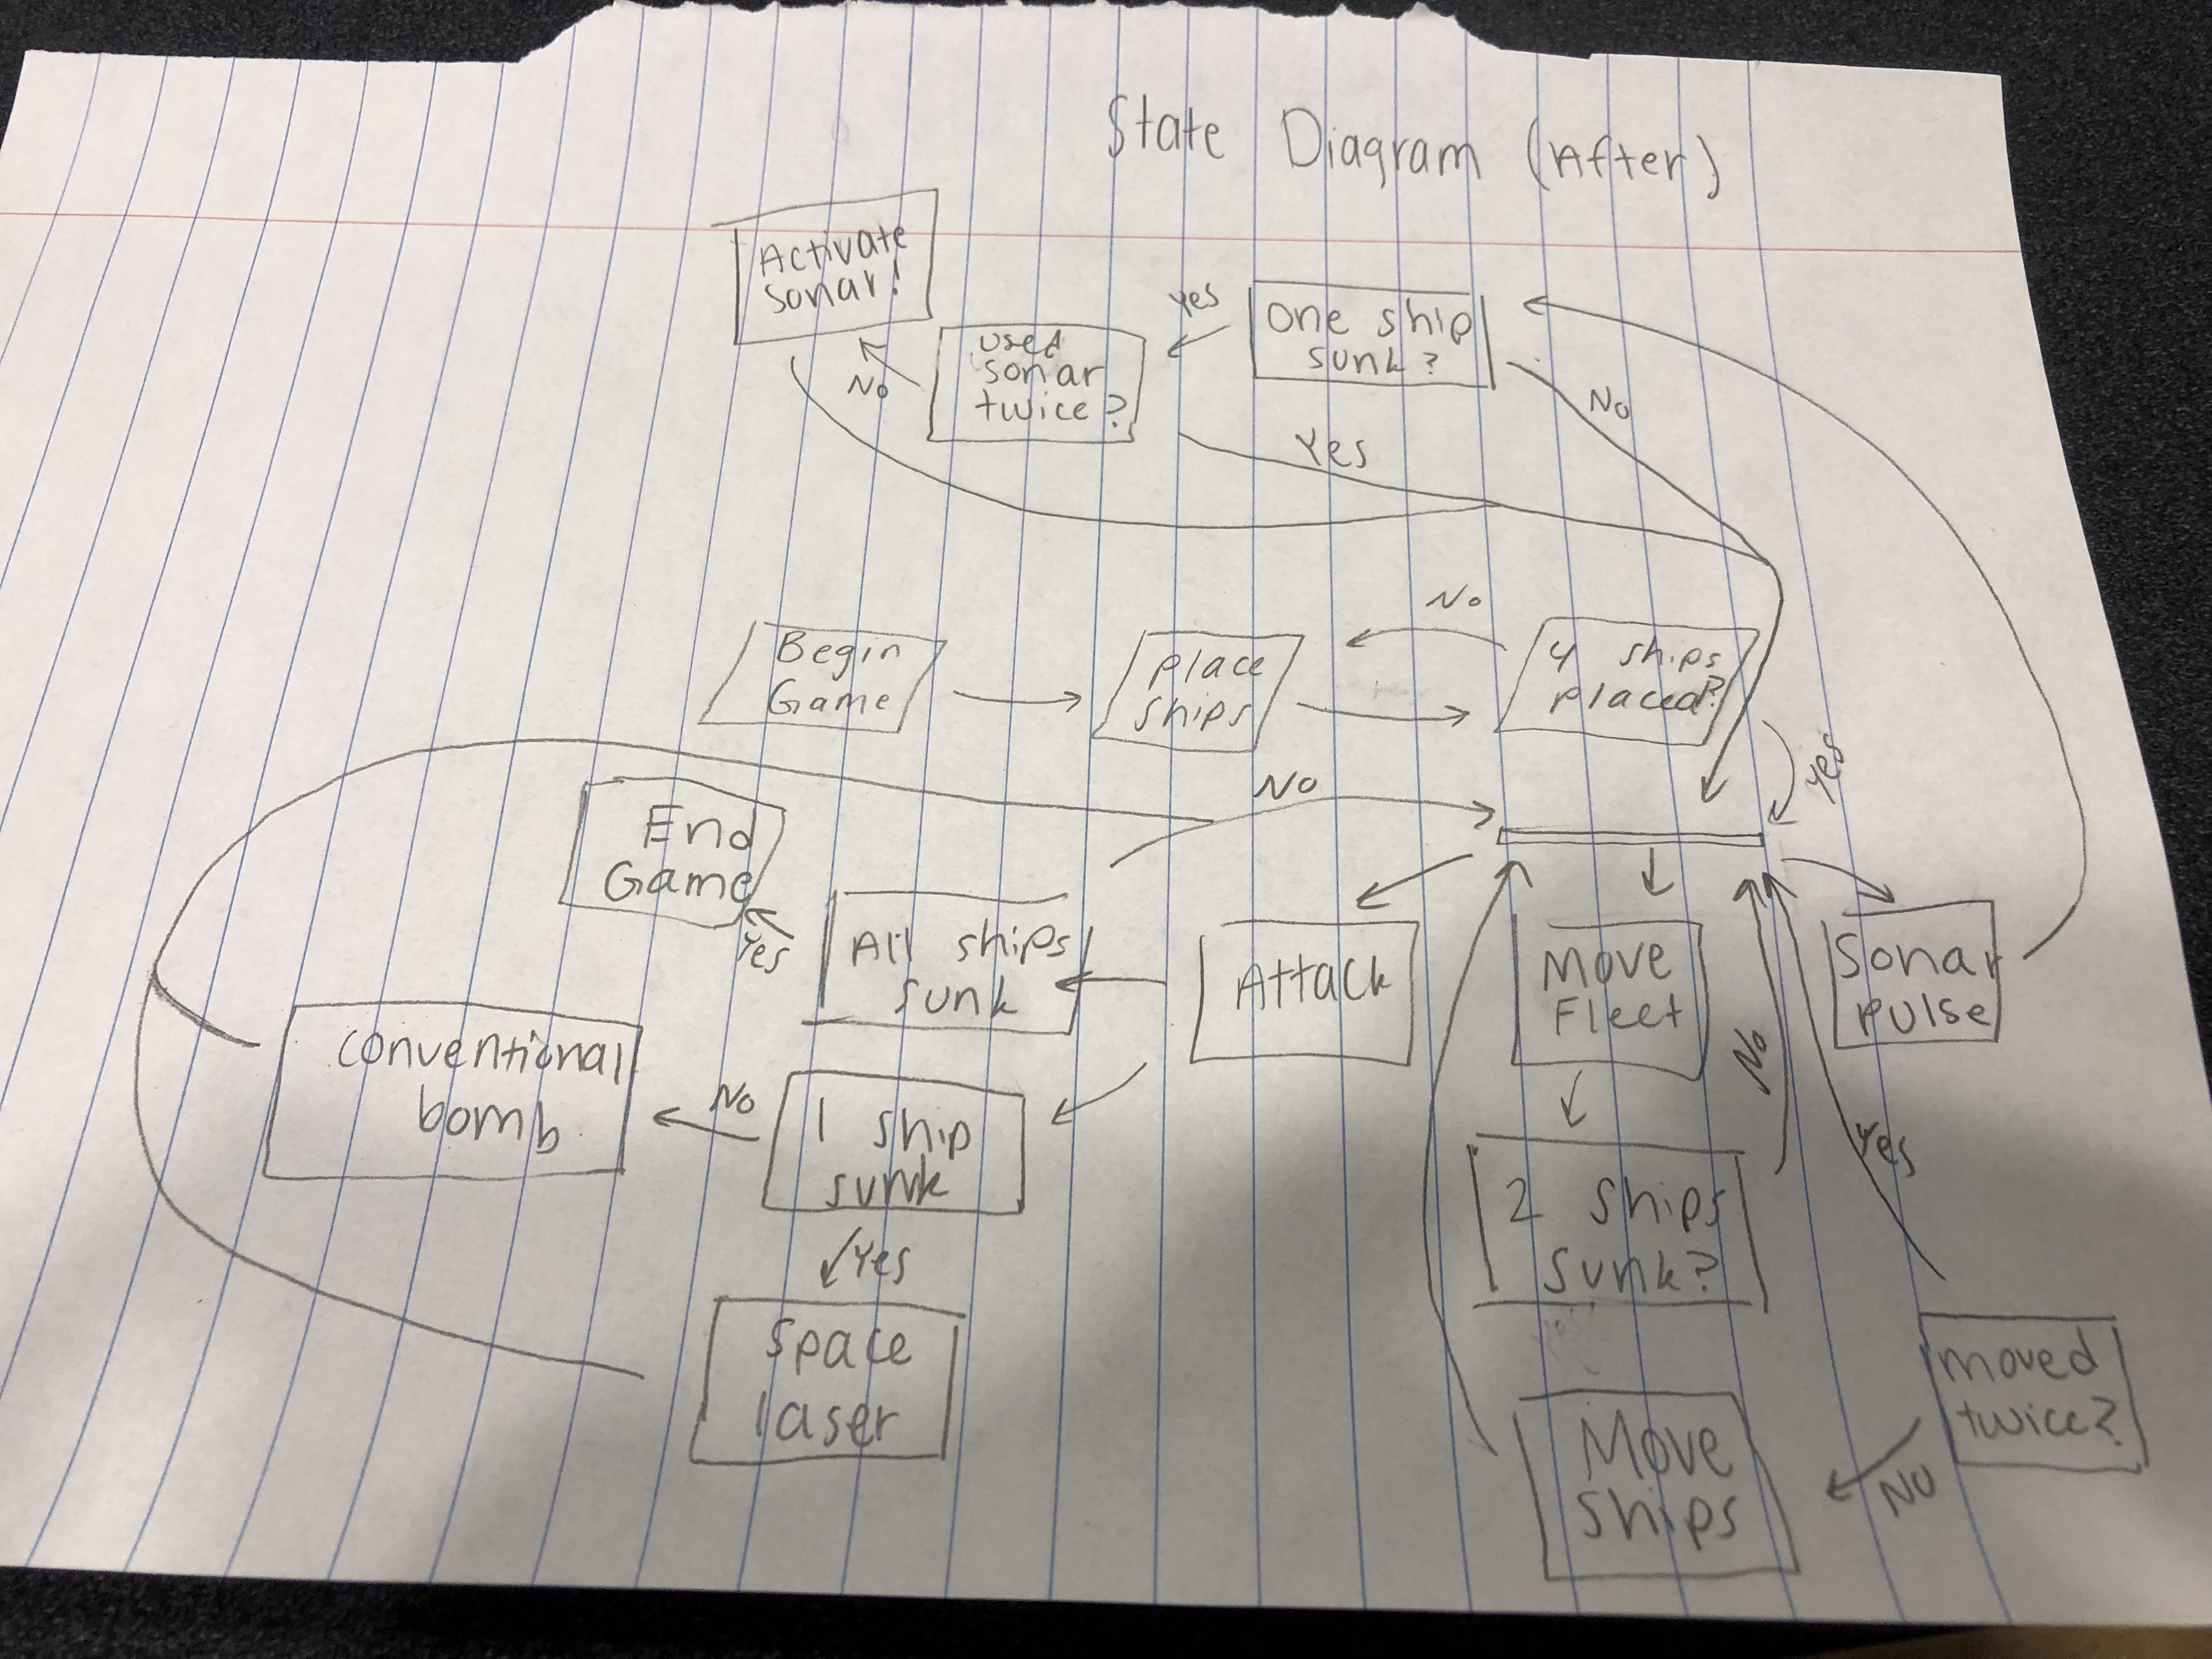 State Diagram (After)
Activate
sonar!
No
used
sonar
twice?
yes
One ship
sunk?
No
Yes
Begin
Game
Place
Ships
No
4 ships
placed?
yes
No
End
Game
Yes
All ships
sunk
Attack
Move
Fleet
Sonar
Pulse
conventional
bomb
No
1 ship
sunk
Yes
Space
laser
2 ships
sunk?
No
Yes
Move
Ships
No
moved
twice?